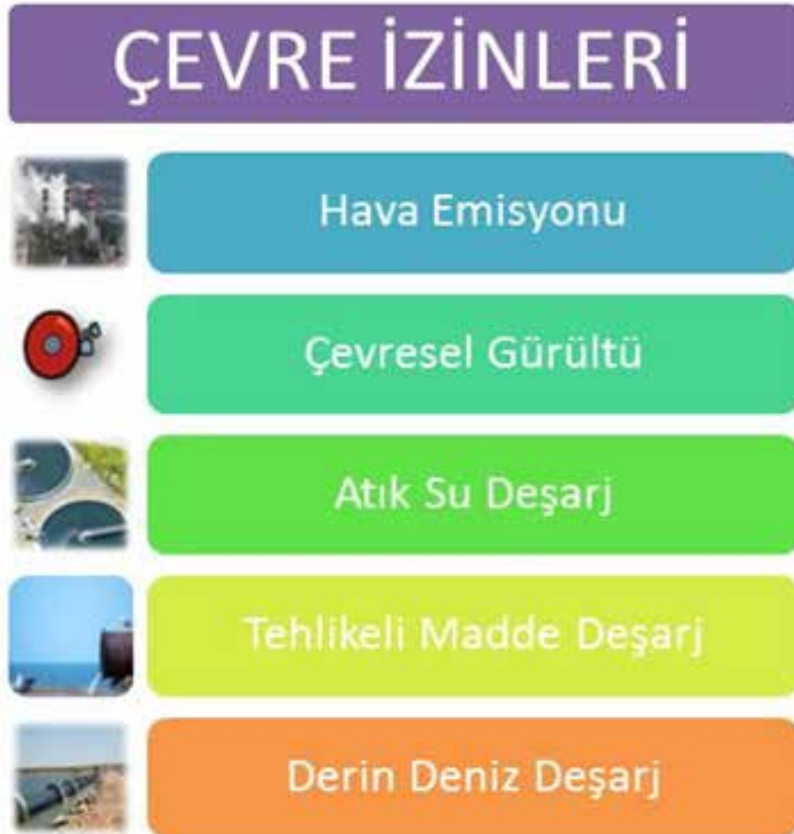 ÇEVRE İZİNLERİ
Hava Emisyonu
Çevresel Gürültü
Atık Su Deşarj
Tehlikeli Madde Deşarj
Derin Deniz Deşarj